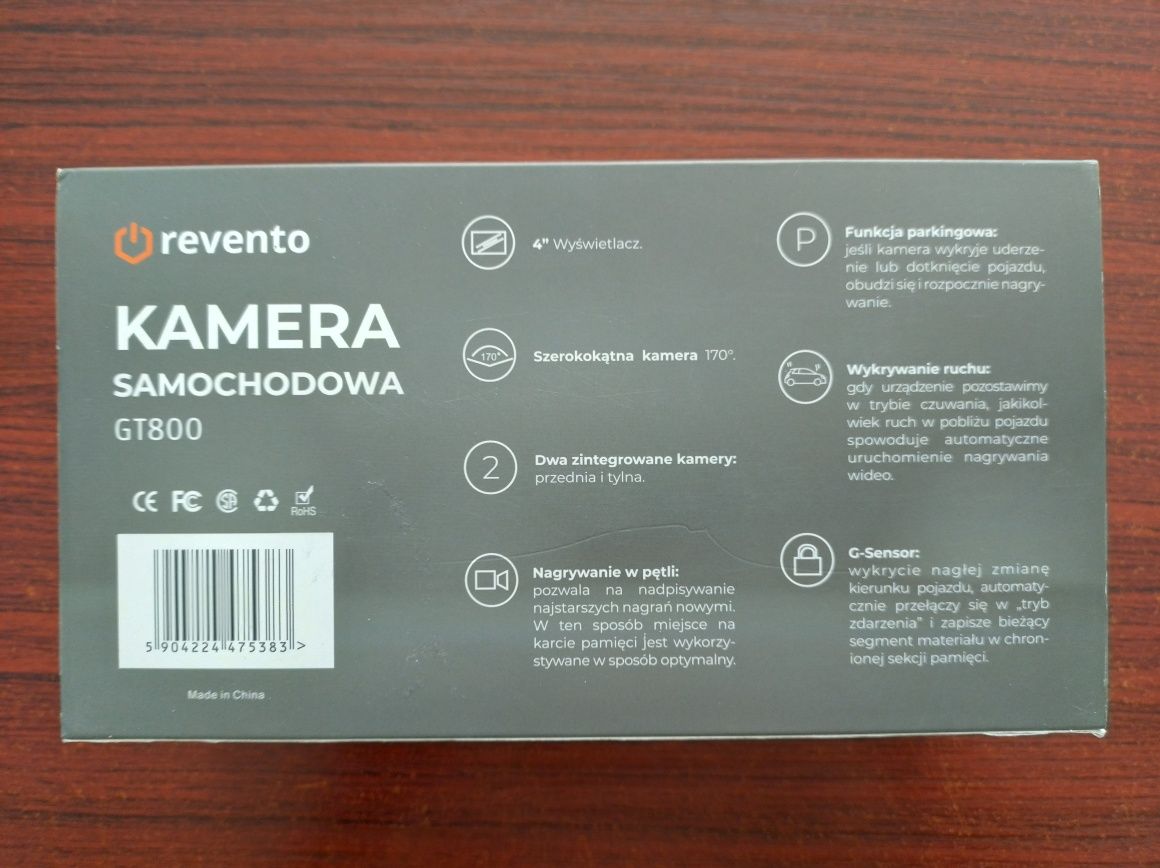 revento
KAMERA
SAMOCHODOWA
GT800
CE FC SA
RoHS
5 904224 475383 >
Made in China
4” Wyświetlacz.
170°
Szerokokątna kamera 170°.
2
Dwa zintegrowane kamery:
przednia i tylna.
Nagrywanie w pętli:
pozwala na nadpisywanie
najstarszych nagrań nowymi.
W ten sposób miejsce na
karcie pamięci jest wykorzy-
stywane w sposób optymalny.
P
Funkcja parkingowa:
jeśli kamera wykryje uderze-
nie lub dotknięcie pojazdu,
obudzi się i rozpocznie nagry-
wanie.
Wykrywanie ruchu:
gdy urządzenie pozostawimy
w trybie czuwania, jakikol-
wiek ruch w pobliżu pojazdu
spowoduje automatyczne
uruchomienie nagrywania
wideo.
G-Sensor:
wykrycie nagłej zmianę
kierunku pojazdu, automaty-
cznie przełączy się w „tryb
zdarzenia” i zapisze bieżący
segment materiału w chron-
ionej sekcji pamięci.